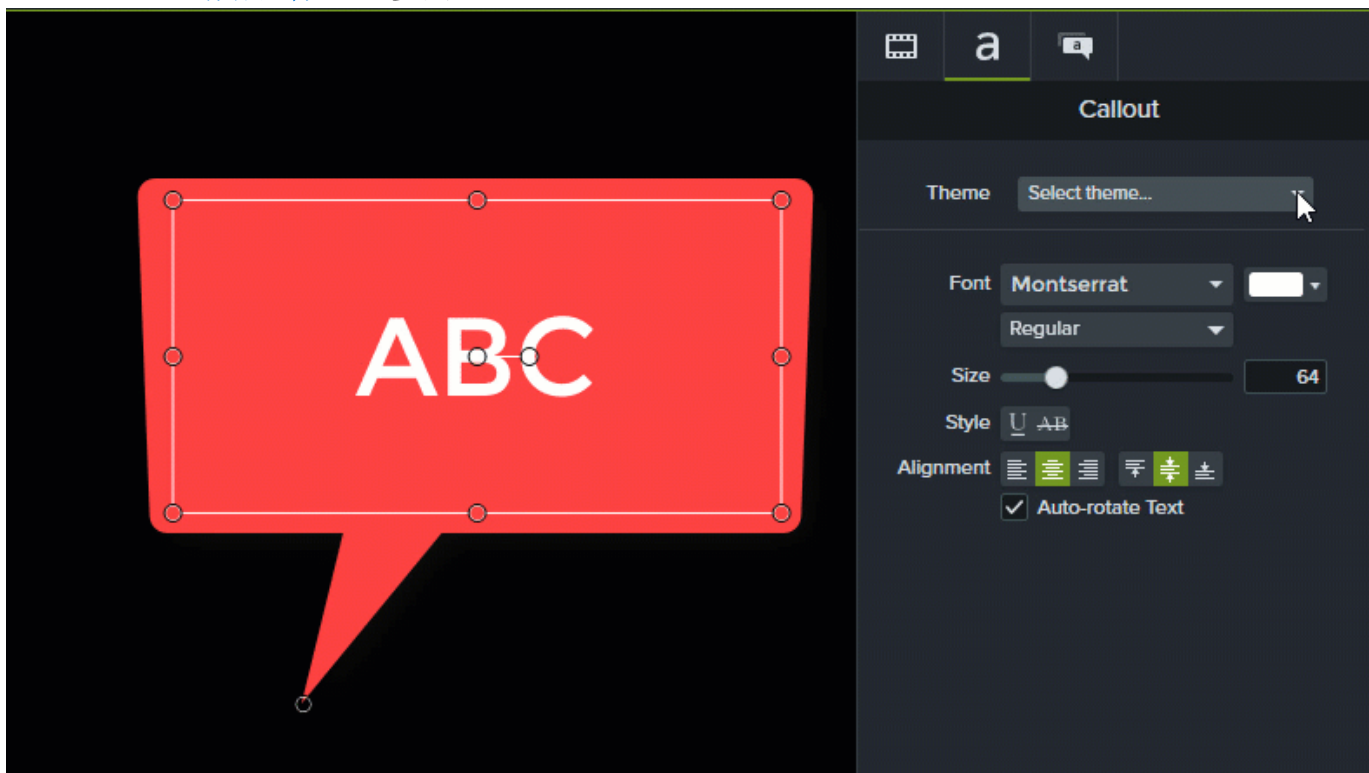 a
a
Callout
Theme Select theme...
ABC
Font Montserrat
Regular
Size 64
Style U AB
Alignment
Auto-rotate Text